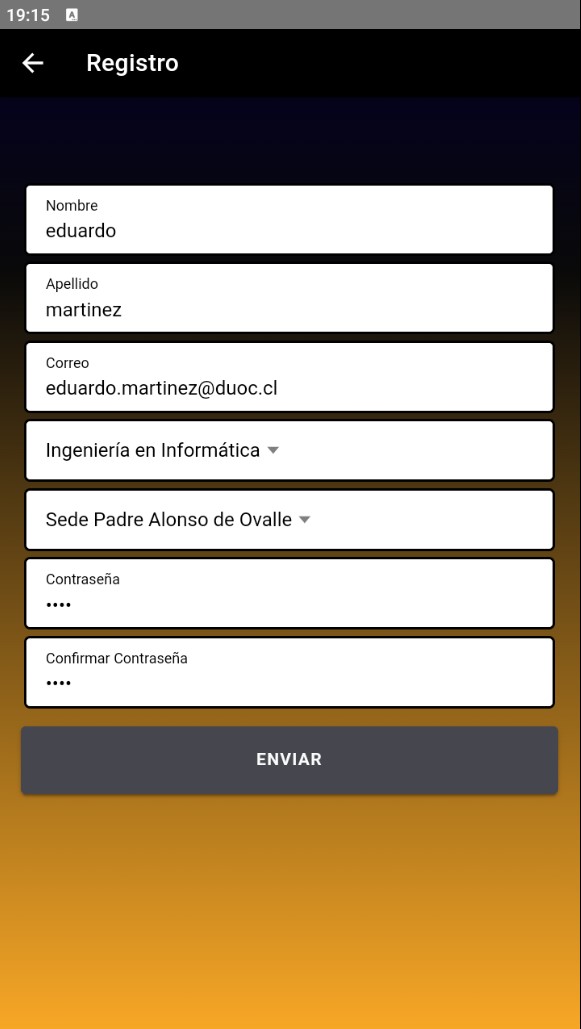 19:15 A
Registro
Nombre
eduardo
Apellido
martinez
Correo
eduardo.martinez@duoc.cl
Ingeniería en Informática
Sede Padre Alonso de Ovalle
Contraseña
••••
Confirmar Contraseña
••••
ENVIAR